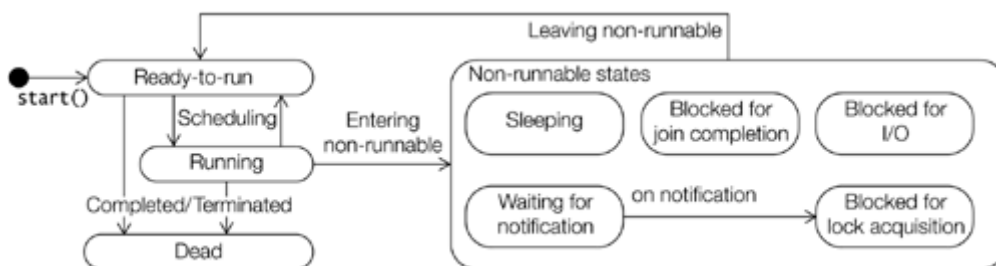 Leaving non-runnable
Ready-to-run
start()
Scheduling
Running
Completed/Terminated
Dead
Entering
non-runnable
Non-runnable states
Sleeping
Blocked for
join completion
Blocked for
I/O
Waiting for
notification
on notification
Blocked for
lock acquisition